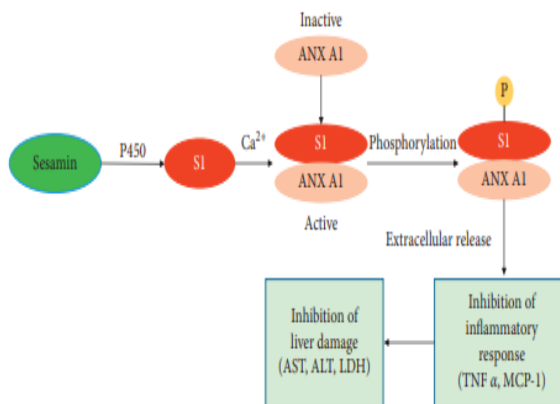 Inactive
ANX A1
Sesamin
P450
S1
Ca²⁺
S1
ANX A1
Active
Phosphorylation
P
S1
ANX A1
Extracellular release
Inhibition of
liver damage
(AST, ALT, LDH)
Inhibition of
inflammatory
response
(TNF α, MCP-1)